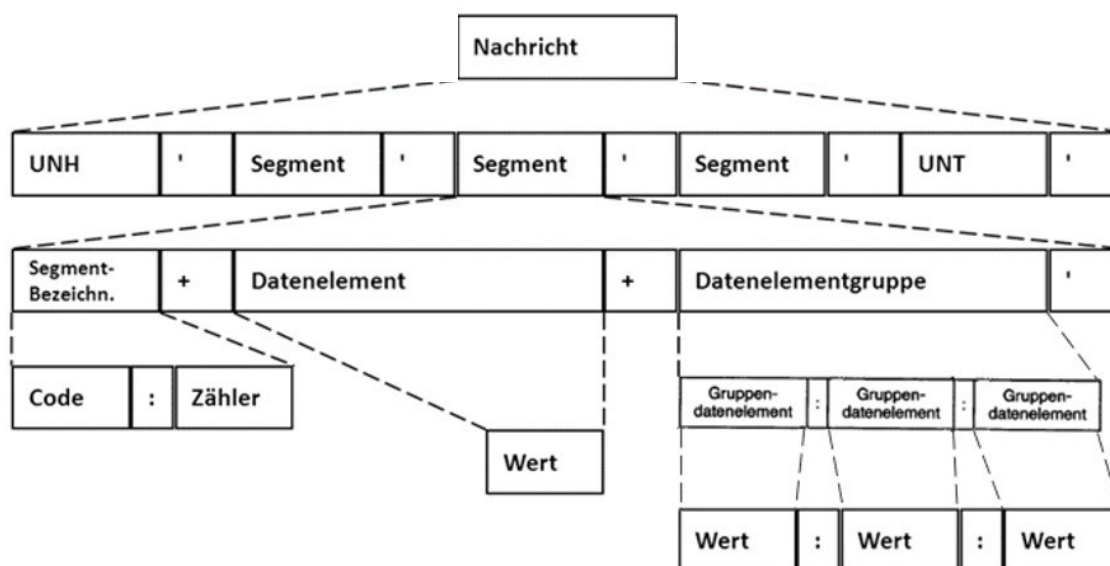 Nachricht
UNH ' Segment ' Segment ' Segment ' UNT '
Segment-
Bezeichn. + Datenelement + Datenelementgruppe '
Code : Zähler
Gruppen-
datenelement : Gruppen-
datenelement : Gruppen-
datenelement
Wert
Wert : Wert : Wert